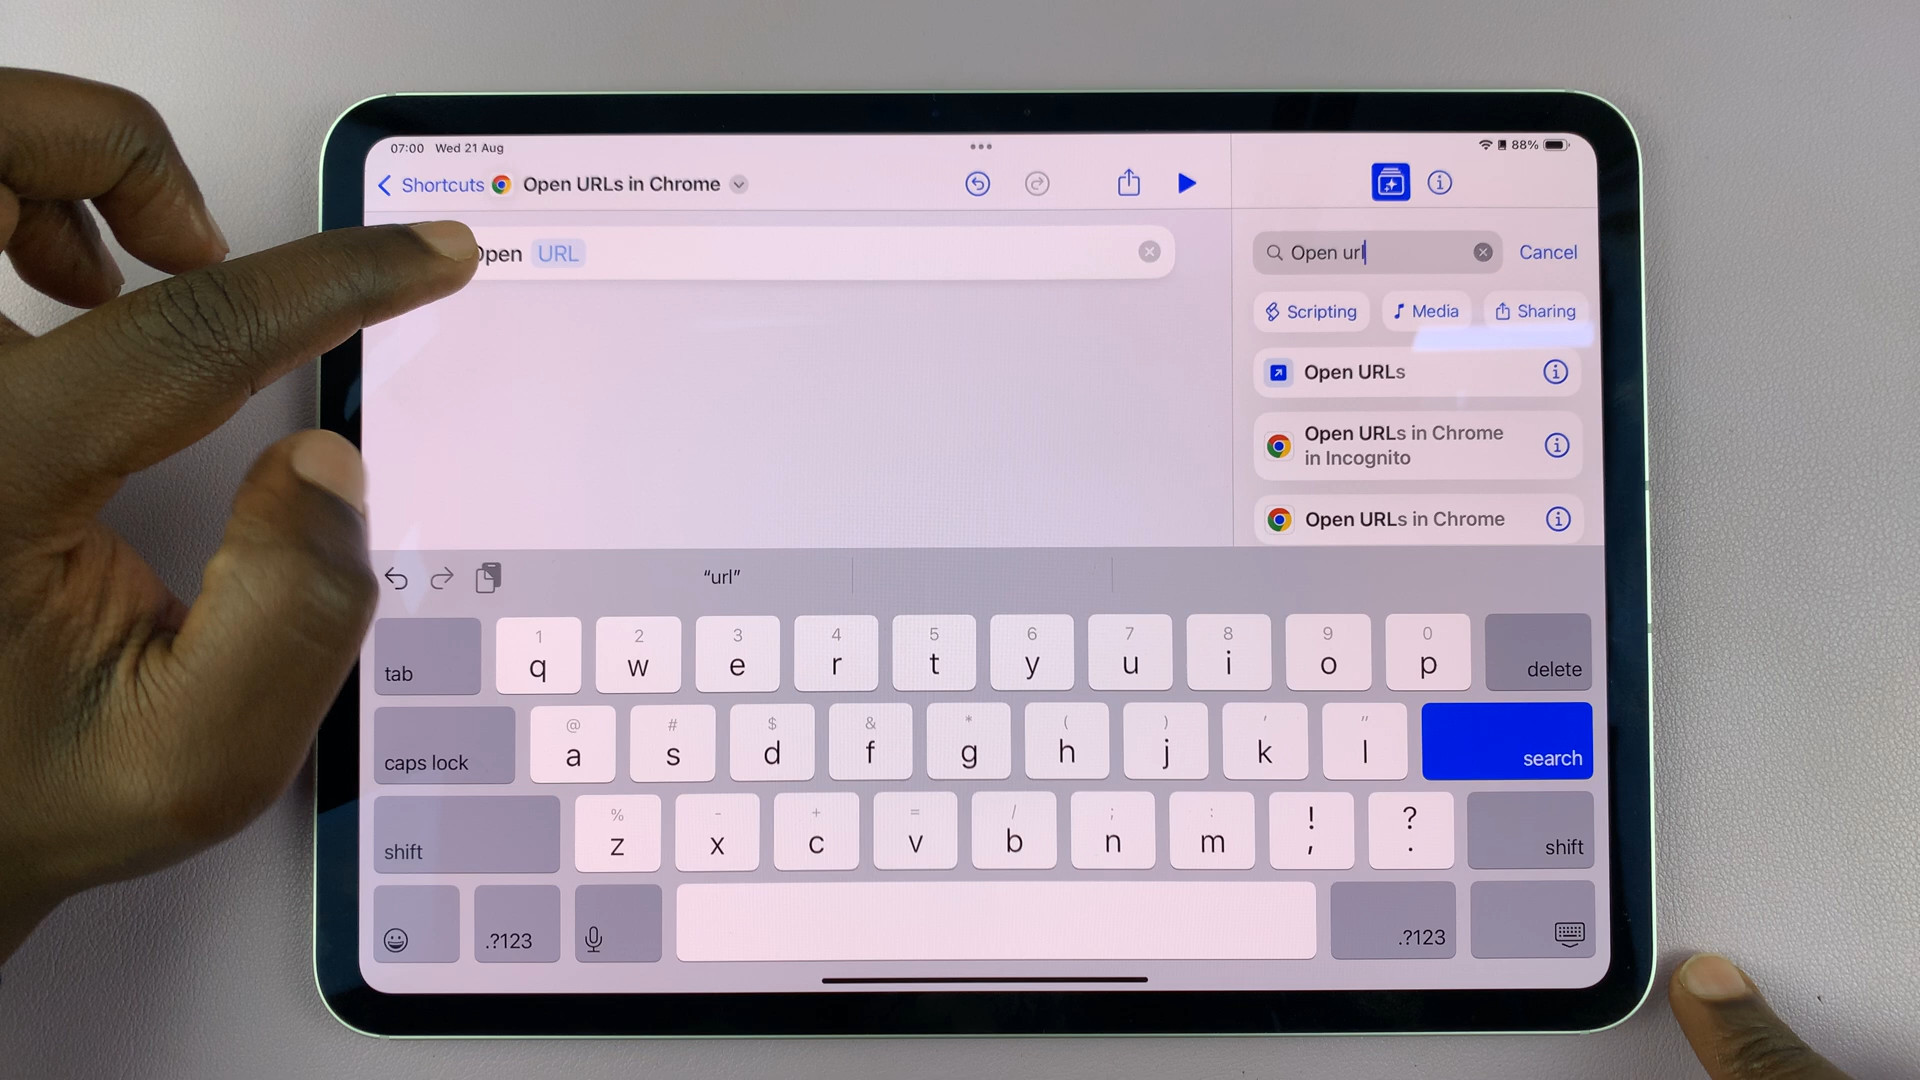 07:00 Wed 21 Aug
88%
Shortcuts Open URLs in Chrome
Open URL
Open url
Cancel
Scripting Media Sharing
Open URLs
Open URLs in Chrome
in Incognito
Open URLs in Chrome
“url”
1 2 3 4 5 6 7 8 9 0
tab q w e r t y u i o p delete
@ # $ & * ( ) ' "
caps lock a s d f g h j k l search
% - + = / ; : ! ?
shift z x c v b n m , . shift
.?123 .?123